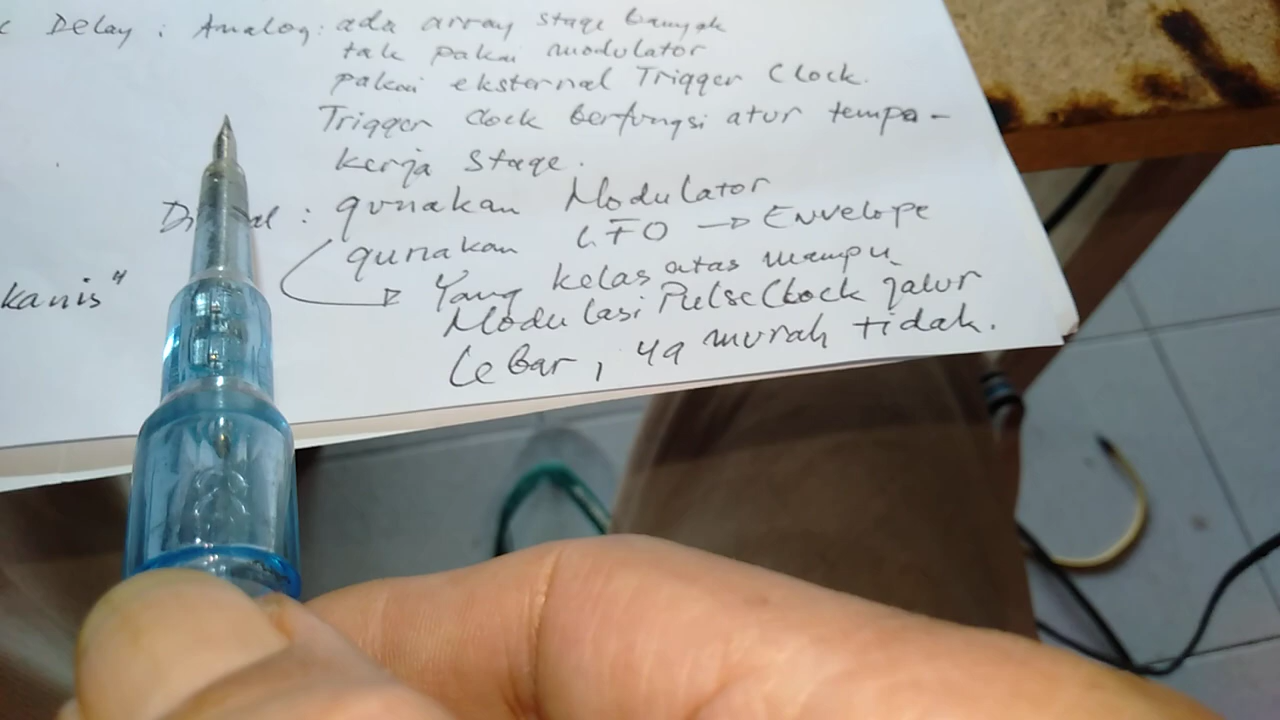 c Delay : Analog : ada array stage banyak
tak pakai modulator
pakai eksternal Trigger Clock.
Trigger clock berfungsi atur tempo-
kerja stage.
: gunakan Modulator
gunakan LFO → Envelope
kanis"
Yang kelas atas mampu
Modulasi PulseClock jalur
lebar, yg murah tidak.